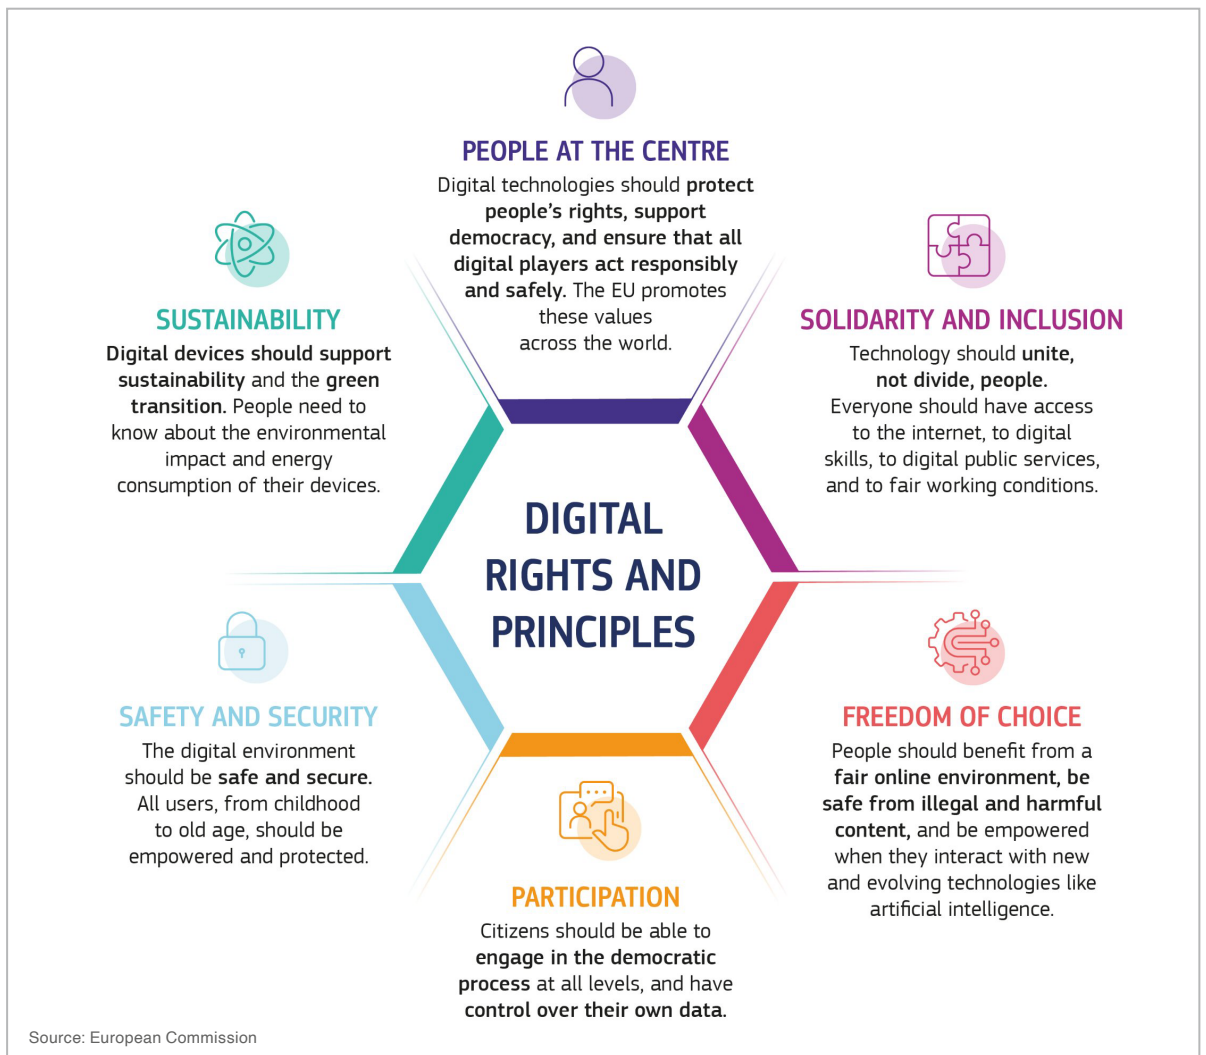 PEOPLE AT THE CENTRE
Digital technologies should protect
people's rights, support
democracy, and ensure that all
digital players act responsibly
and safely. The EU promotes
these values
across the world.
SUSTAINABILITY
Digital devices should support
sustainability and the green
transition. People need to
know about the environmental
impact and energy
consumption of their devices.
SOLIDARITY AND INCLUSION
Technology should unite,
not divide, people.
Everyone should have access
to the internet, to digital
skills, to digital public services,
and to fair working conditions.
DIGITAL
RIGHTS AND
PRINCIPLES
SAFETY AND SECURITY
The digital environment
should be safe and secure.
All users, from childhood
to old age, should be
empowered and protected.
FREEDOM OF CHOICE
People should benefit from a
fair online environment, be
safe from illegal and harmful
content, and be empowered
when they interact with new
and evolving technologies like
artificial intelligence.
PARTICIPATION
Citizens should be able to
engage in the democratic
process at all levels, and have
control over their own data.
Source: European Commission